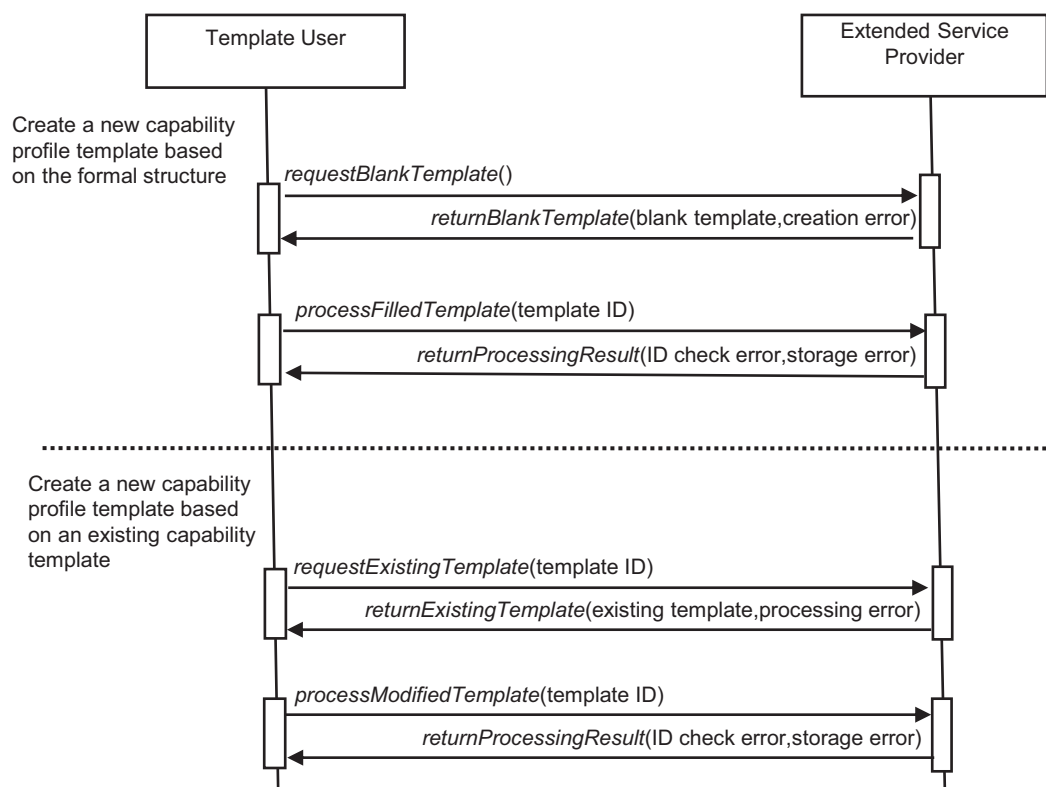 Template User
Extended Service
Provider
Create a new capability
profile template based
on the formal structure
requestBlankTemplate()
returnBlankTemplate(blank template,creation error)
processFilledTemplate(template ID)
returnProcessingResult(ID check error,storage error)
Create a new capability
profile template based
on an existing capability
template
requestExistingTemplate(template ID)
returnExistingTemplate(existing template,processing error)
processModifiedTemplate(template ID)
returnProcessingResult(ID check error,storage error)